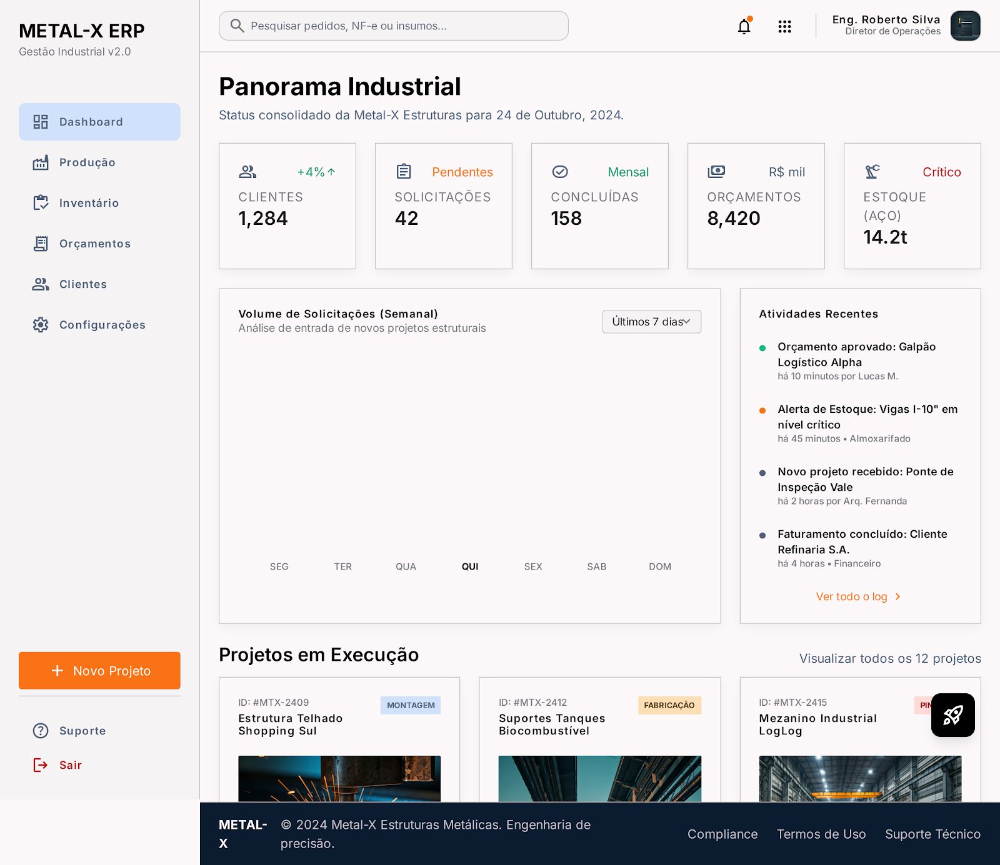 METAL-X ERP
Gestão Industrial v2.0
Dashboard
Produção
Inventário
Orçamentos
Clientes
Configurações
Novo Projeto
Suporte
Sair
Pesquisar pedidos, NF-e ou insumos...
Eng. Roberto Silva
Diretor de Operações
Panorama Industrial
Status consolidado da Metal-X Estruturas para 24 de Outubro, 2024.
+4%
CLIENTES
1,284
Pendentes
SOLICITAÇÕES
42
Mensal
CONCLUÍDAS
158
R$ mil
ORÇAMENTOS
8,420
Crítico
ESTOQUE
(AÇO)
14.2t
Volume de Solicitações (Semanal)
Análise de entrada de novos projetos estruturais
Últimos 7 dias
SEG TER QUA QUI SEX SAB DOM
Atividades Recentes
Orçamento aprovado: Galpão
Logístico Alpha
há 10 minutos por Lucas M.
Alerta de Estoque: Vigas I-10" em
nível crítico
há 45 minutos • Almoxarifado
Novo projeto recebido: Ponte de
Inspeção Vale
há 2 horas por Arq. Fernanda
Faturamento concluído: Cliente
Refinaria S.A.
há 4 horas • Financeiro
Ver todo o log
Projetos em Execução
Visualizar todos os 12 projetos
ID: #MTX-2409
MONTAGEM
Estrutura Telhado
Shopping Sul
ID: #MTX-2412
FABRICAÇÃO
Suportes Tanques
Biocombustível
ID: #MTX-2415
Mezanino Industrial
LogLog
METAL-
X
© 2024 Metal-X Estruturas Metálicas. Engenharia de
precisão.
Compliance
Termos de Uso
Suporte Técnico